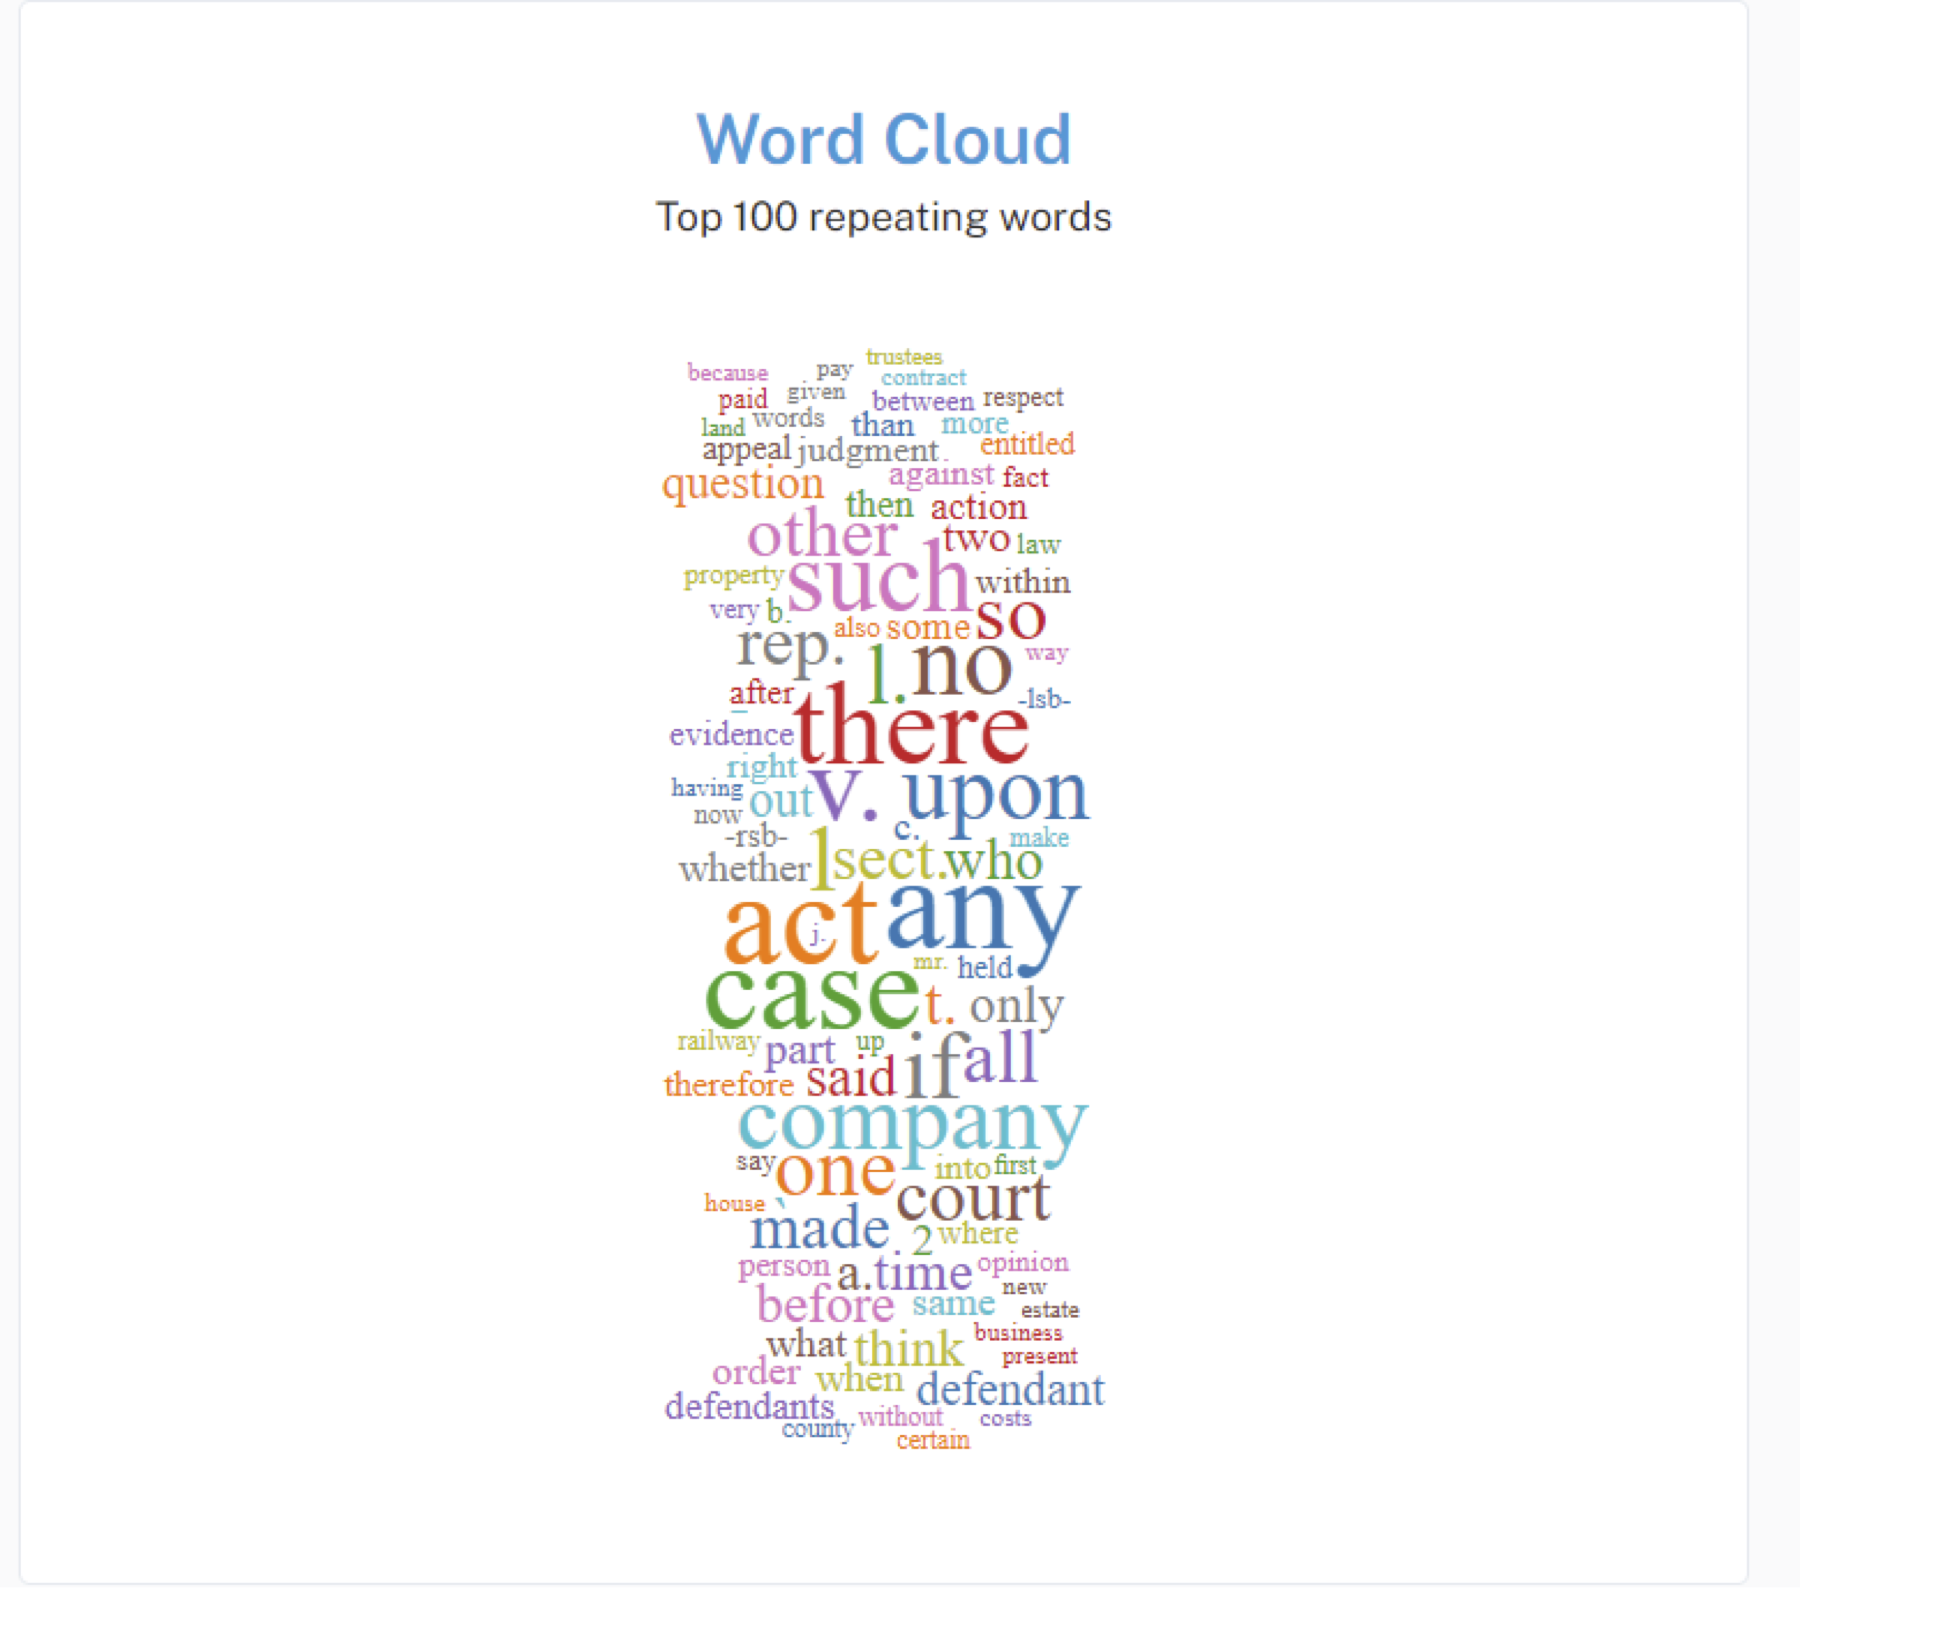 Word Cloud
Top 100 repeating words
trustees
because pay contract
paid given between respect
land words than more
appeal judgment. entitled
question against fact
then action
other two law
property such within
very b. also some so
rep. l. no way
after there -lsb-
evidence
right v. upon
having out
now c.
-rsb- make
whether 1 sect. who
act any
j.
mr. held
case t. only
railway part up if all
therefore said
company
say one into first
house ` court
made 2 where
person a. time opinion
new
before same estate
what think business
present
order when defendant
defendants without costs
county certain